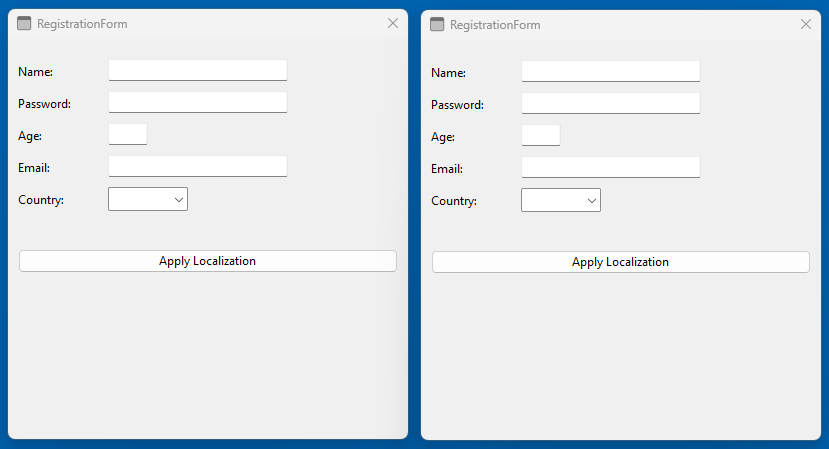 RegistrationForm
Name:
Password:
Age:
Email:
Country:
Apply Localization
RegistrationForm
Name:
Password:
Age:
Email:
Country:
Apply Localization